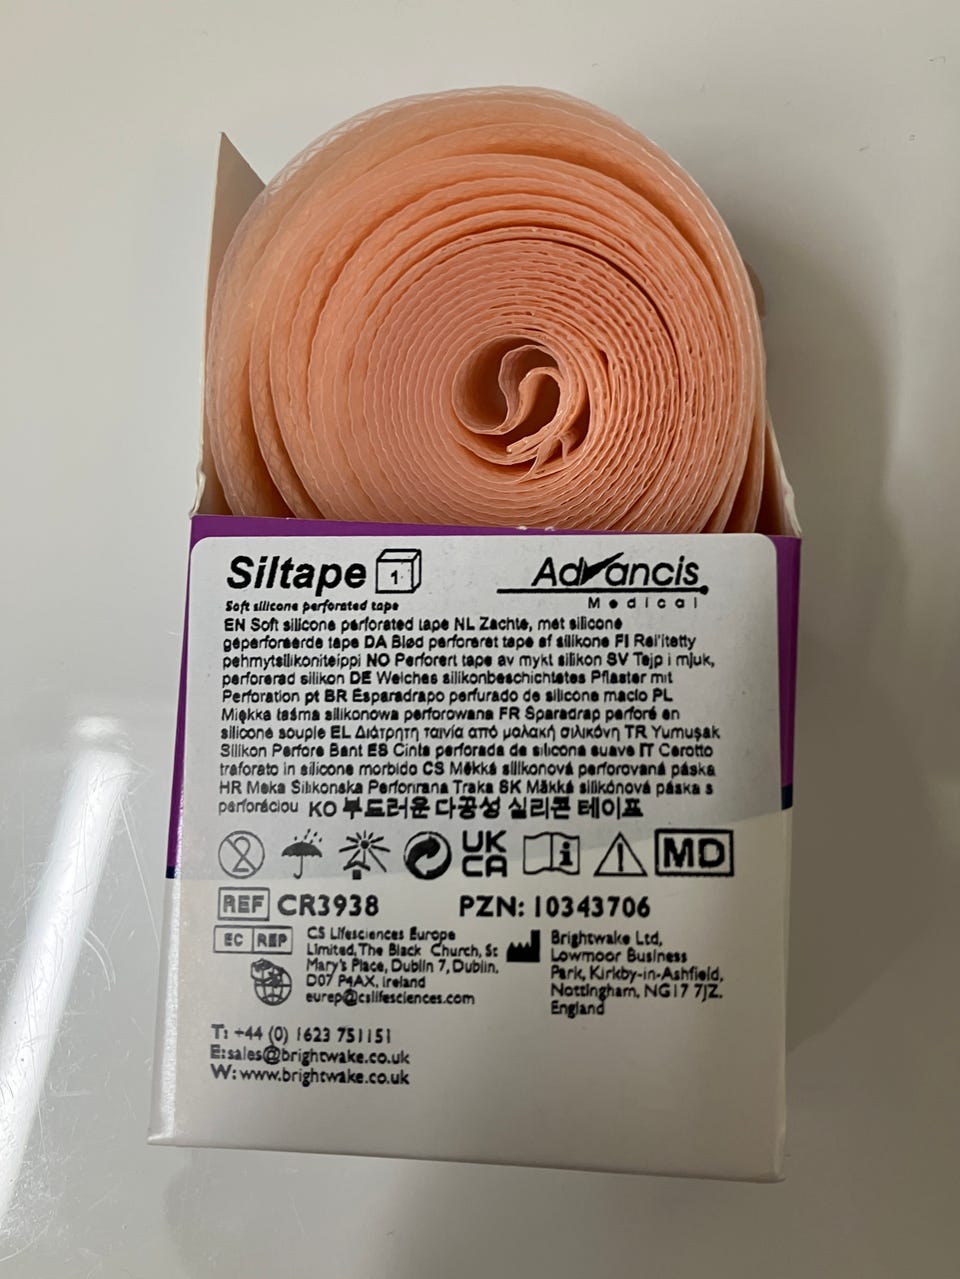 Siltape 1
Advancis
Medical
Soft silicone perforated tape
EN Soft silicone perforated tape NL Zachte, met silicone
geperforeerde tape DA Blød perforeret tape af silikone FI Rei'itetty
pehmytsilikoniteippi NO Perforert tape av mykt silikon SV Tejp i mjuk,
perforerad silikon DE Weiches silikonbeschichtetes Pflaster mit
Perforation pt BR Esparadrapo perfurado de silicone macio PL
Miękka taśma silikonowa perforowana FR Sparadrap perforé en
silicone souple EL Διάτρητη ταινία από μαλακή σιλικόνη TR Yumuşak
Silikon Perfore Bant ES Cinta perforada de silicona suave IT Cerotto
traforato in silicone morbido CS Měkká silikonová perforovaná páska
HR Meka Silikonska Perforirana Traka SK Mäkká silikónová páska s
perforáciou KO 부드러운 다공성 실리콘 테이프
2 UK CA i MD
REF CR3938 PZN: 10343706
EC REP
CS Lifesciences Europe
Limited, The Black Church, St
Mary's Place, Dublin 7, Dublin,
D07 P4AX, Ireland
eurep@cslifesciences.com
Brightwake Ltd,
Lowmoor Business
Park, Kirkby-in-Ashfield,
Nottingham, NG17 7JZ.
England
T: +44 (0) 1623 751151
E:sales@brightwake.co.uk
W: www.brightwake.co.uk